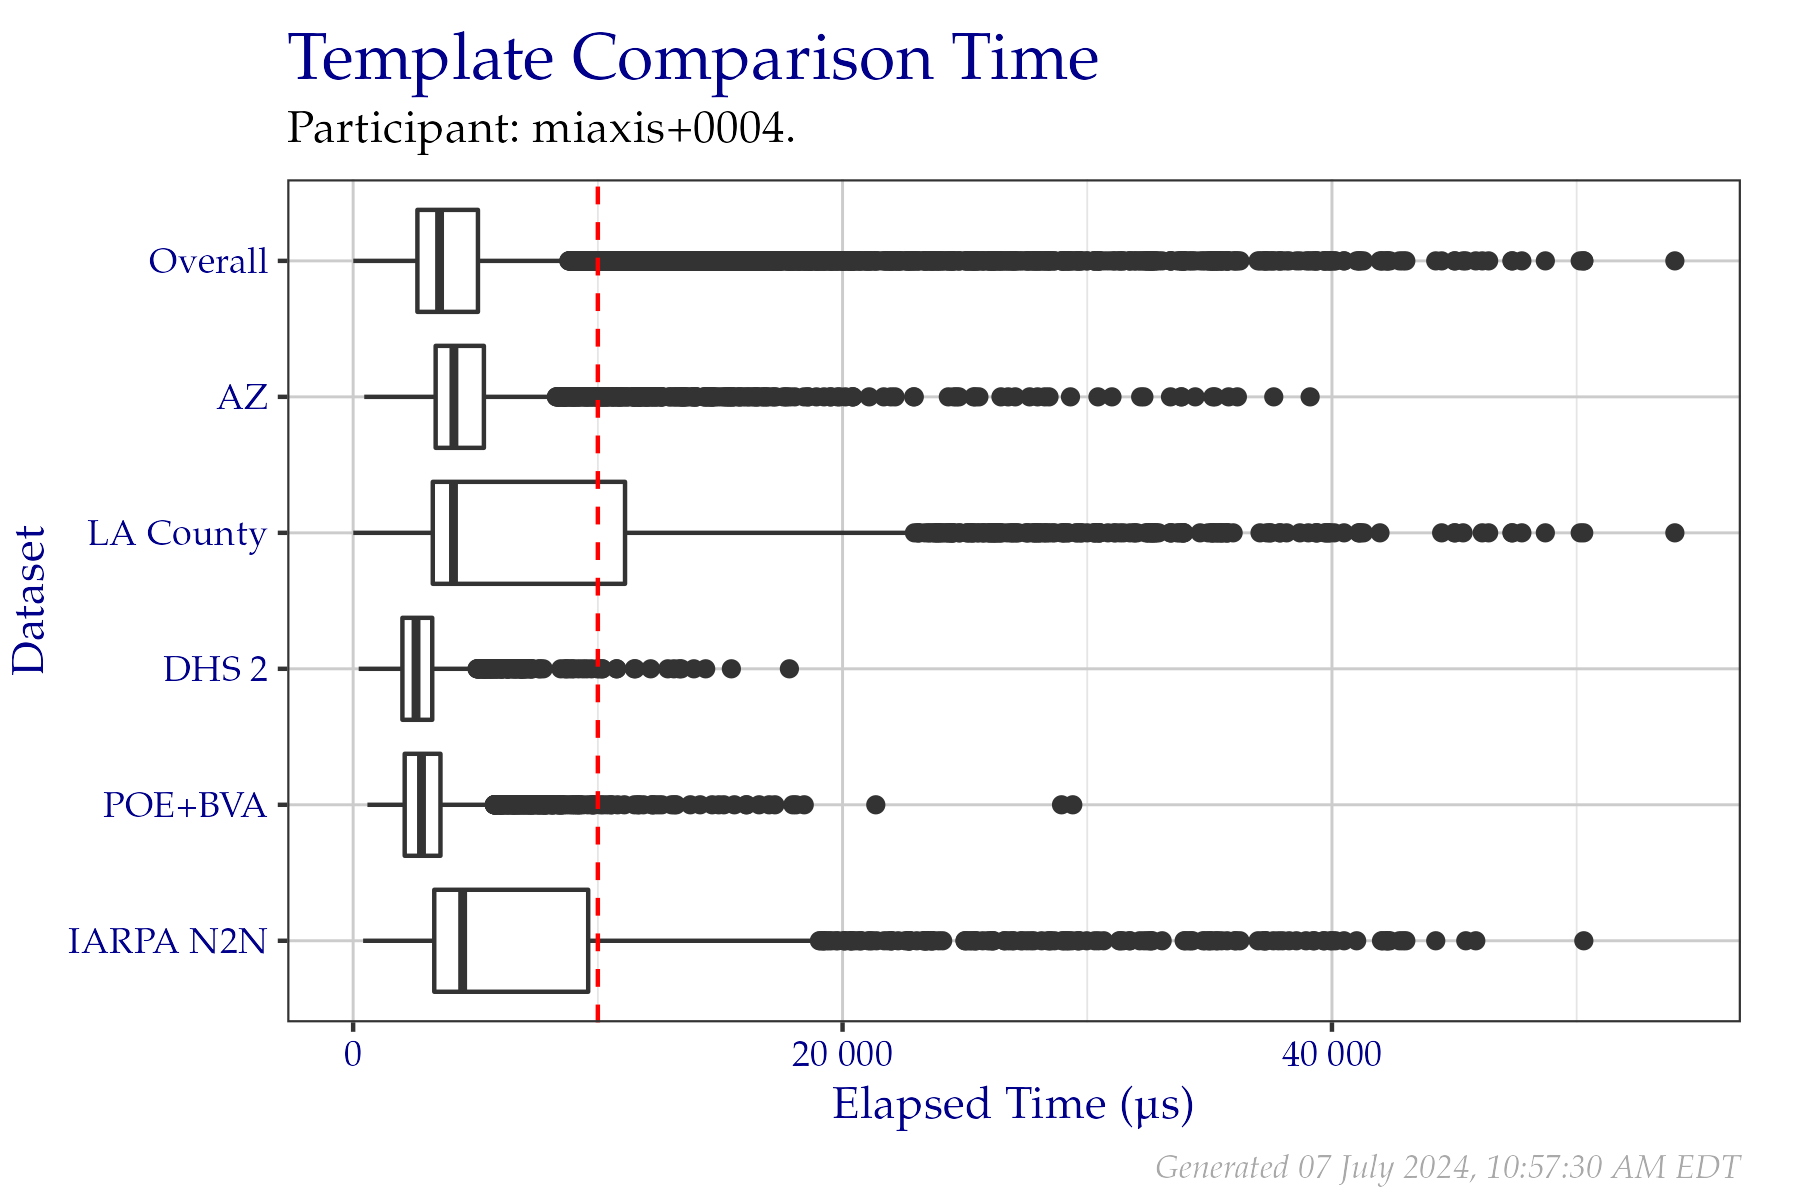 Template Comparison Time
Participant: miaxis+0004.
Dataset
Overall
AZ
LA County
DHS 2
POE+BVA
IARPA N2N
0
20 000
40 000
Elapsed Time (µs)
Generated 07 July 2024, 10:57:30 AM EDT